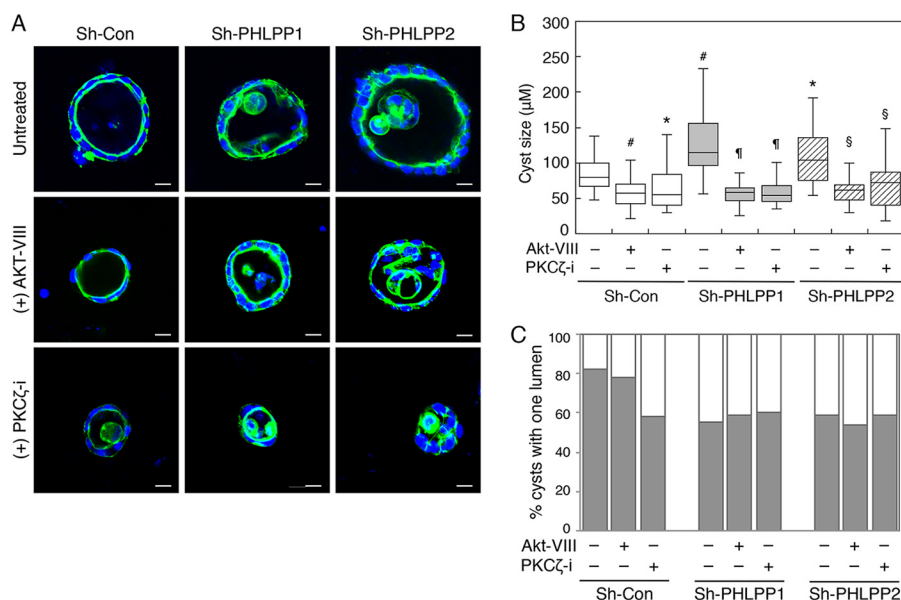 A
Sh-Con Sh-PHLPP1 Sh-PHLPP2
Untreated
(+) AKT-VIII
(+) PKCζ-i
B
Cyst size (µM)
300
250
200
150
100
50
0
# * # ¶ ¶ * § §
Akt-VIII – + – – + – – + –
PKCζ-i – – + – – + – – +
Sh-Con Sh-PHLPP1 Sh-PHLPP2
C
% cysts with one lumen
100
80
60
40
20
0
Akt-VIII – + – – + – – + –
PKCζ-i – – + – – + – – +
Sh-Con Sh-PHLPP1 Sh-PHLPP2